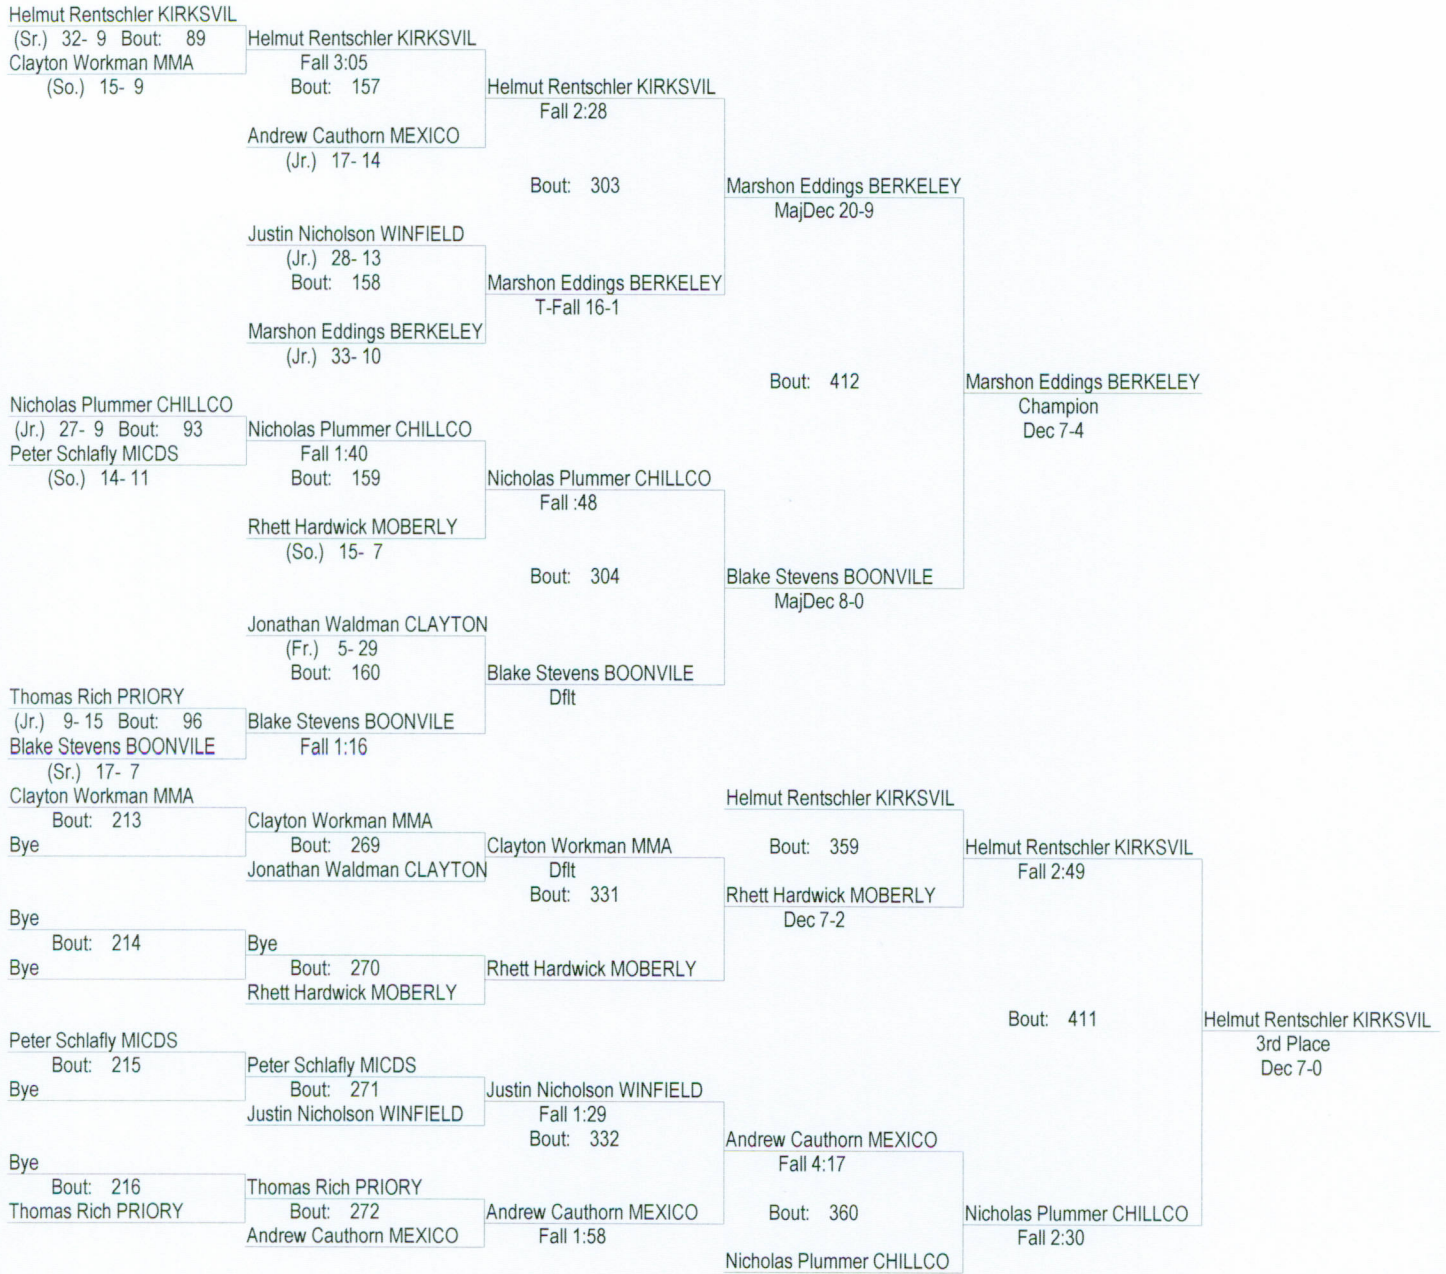 Helmut Rentschler KIRKSVIL
(Sr.) 32- 9 Bout: 89
Clayton Workman MMA
(So.) 15- 9
Helmut Rentschler KIRKSVIL
Fall 3:05
Bout: 157
Andrew Cauthorn MEXICO
(Jr.) 17- 14
Helmut Rentschler KIRKSVIL
Fall 2:28
Bout: 303
Justin Nicholson WINFIELD
(Jr.) 28- 13
Bout: 158
Marshon Eddings BERKELEY
(Jr.) 33- 10
Marshon Eddings BERKELEY
T-Fall 16-1
Marshon Eddings BERKELEY
MajDec 20-9
Bout: 412
Marshon Eddings BERKELEY
Champion
Dec 7-4
Nicholas Plummer CHILLCO
(Jr.) 27- 9 Bout: 93
Peter Schlafly MICDS
(So.) 14- 11
Nicholas Plummer CHILLCO
Fall 1:40
Bout: 159
Rhett Hardwick MOBERLY
(So.) 15- 7
Nicholas Plummer CHILLCO
Fall :48
Bout: 304
Blake Stevens BOONVILE
MajDec 8-0
Jonathan Waldman CLAYTON
(Fr.) 5- 29
Bout: 160
Blake Stevens BOONVILE
Dflt
Thomas Rich PRIORY
(Jr.) 9- 15 Bout: 96
Blake Stevens BOONVILE
(Sr.) 17- 7
Blake Stevens BOONVILE
Fall 1:16
Clayton Workman MMA
Bout: 213
Bye
Clayton Workman MMA
Bout: 269
Jonathan Waldman CLAYTON
Clayton Workman MMA
Dflt
Bout: 331
Bye
Bout: 214
Bye
Bye
Bout: 270
Rhett Hardwick MOBERLY
Rhett Hardwick MOBERLY
Helmut Rentschler KIRKSVIL
Bout: 359
Rhett Hardwick MOBERLY
Dec 7-2
Helmut Rentschler KIRKSVIL
Fall 2:49
Bout: 411
Helmut Rentschler KIRKSVIL
3rd Place
Dec 7-0
Peter Schlafly MICDS
Bout: 215
Bye
Peter Schlafly MICDS
Bout: 271
Justin Nicholson WINFIELD
Justin Nicholson WINFIELD
Fall 1:29
Bout: 332
Bye
Bout: 216
Thomas Rich PRIORY
Thomas Rich PRIORY
Bout: 272
Andrew Cauthorn MEXICO
Andrew Cauthorn MEXICO
Fall 1:58
Andrew Cauthorn MEXICO
Fall 4:17
Bout: 360
Nicholas Plummer CHILLCO
Nicholas Plummer CHILLCO
Fall 2:30